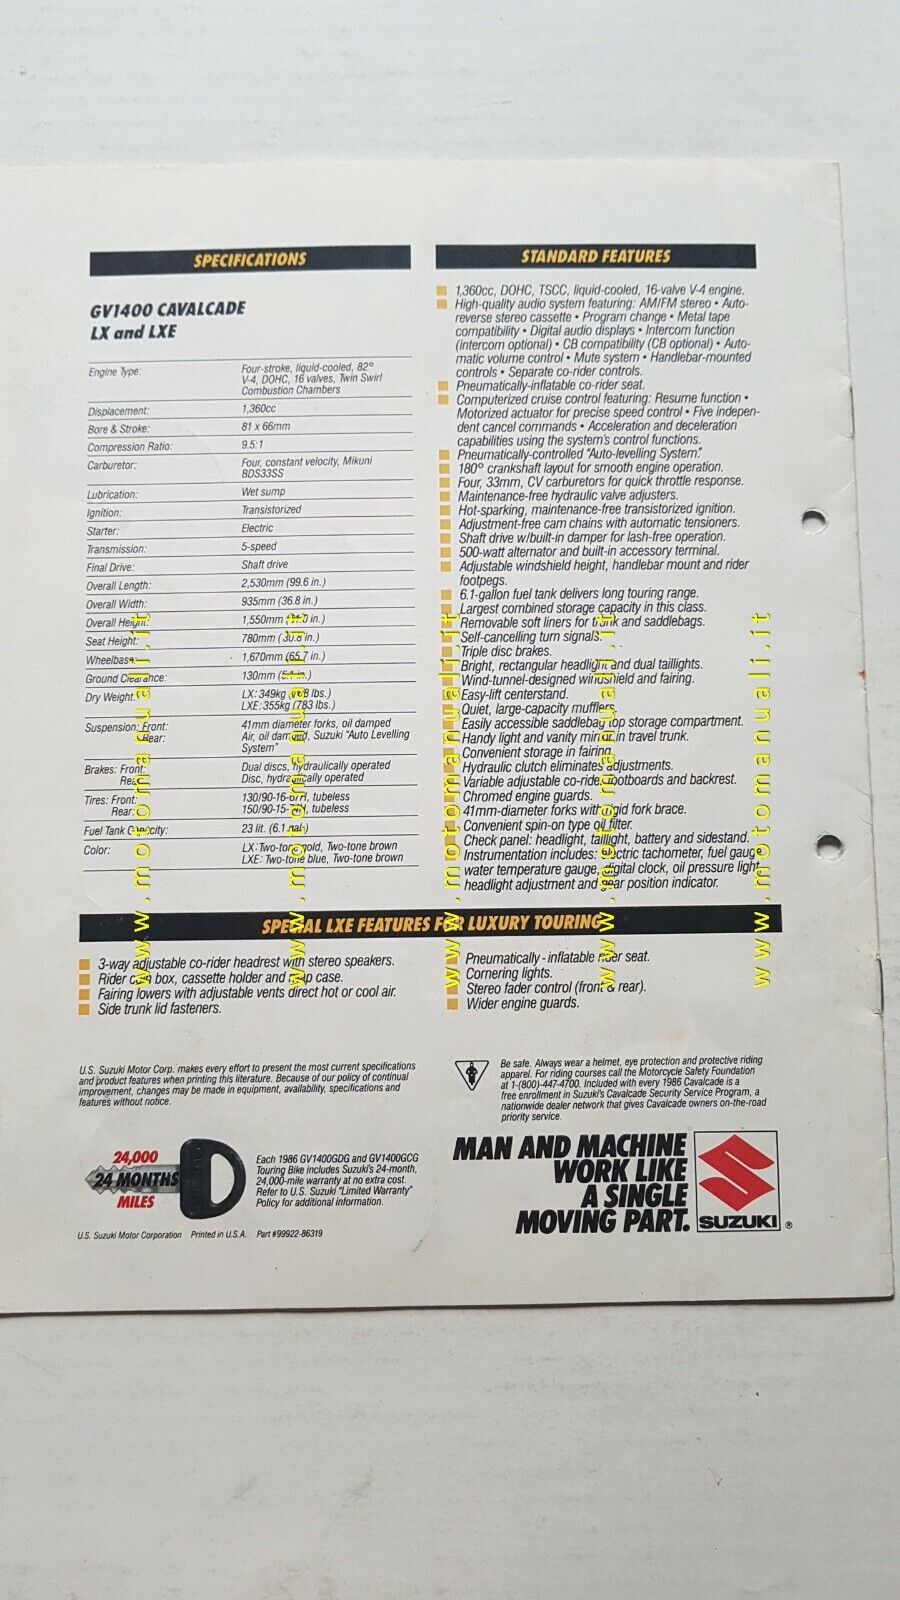 SPECIFICATIONS
GV1400 CAVALCADE
LX and LXE
Engine Type: Four-stroke, liquid-cooled, 82°
V-4, DOHC, 16 valves, Twin Swirl
Combustion Chambers
Displacement: 1,360cc
Bore & Stroke: 81 x 66mm
Compression Ratio: 9.5:1
Carburetor: Four, constant velocity, Mikuni
BDS33SS
Lubrication: Wet sump
Ignition: Transistorized
Starter: Electric
Transmission: 5-speed
Final Drive: Shaft drive
Overall Length: 2,530mm (99.6 in.)
Overall Width: 935mm (36.8 in.)
Overall Height: 1,550mm in.)
Seat Height: 780mm in.)
Wheelbase: 1,670mm (65.7 in.)
Ground Clearance: 130mm
Dry Weight: LX: 349kg lbs.)
LXE: 355kg (783 lbs.)
Suspension: Front: 41mm diameter forks, oil damped
Rear: Air, oil damped, Suzuki "Auto Levelling
System"
Brakes: Front: Dual discs, hydraulically operated
Rear: Disc, hydraulically operated
Tires: Front: 130/90-16 tubeless
Rear: 150/90-15 tubeless
Fuel Tank Capacity: 23 lit. (6.1 gal.)
Color: LX: Two-tone gold, Two-tone brown
LXE: Two-tone blue, Two-tone brown
STANDARD FEATURES
1,360cc, DOHC, TSCC, liquid-cooled, 16-valve V-4 engine.
High-quality audio system featuring: AM/FM stereo • Auto-
reverse stereo cassette • Program change • Metal tape
compatibility • Digital audio displays • Intercom function
(intercom optional) • CB compatibility (CB optional) • Auto-
matic volume control • Mute system • Handlebar-mounted
controls • Separate co-rider controls.
Pneumatically-inflatable co-rider seat.
Computerized cruise control featuring: Resume function •
Motorized actuator for precise speed control • Five indepen-
dent cancel commands • Acceleration and deceleration
capabilities using the system's control functions.
Pneumatically-controlled "Auto-levelling System."
180° crankshaft layout for smooth engine operation.
Four, 33mm, CV carburetors for quick throttle response.
Maintenance-free hydraulic valve adjusters.
Hot-sparking, maintenance-free transistorized ignition.
Adjustment-free cam chains with automatic tensioners.
Shaft drive w/built-in damper for lash-free operation.
500-watt alternator and built-in accessory terminal.
Adjustable windshield height, handlebar mount and rider
footpegs.
6.1-gallon fuel tank delivers long touring range.
Largest combined storage capacity in this class.
Removable soft liners for trunk and saddlebags.
Self-cancelling turn signals.
Triple disc brakes.
Bright, rectangular headlight and dual taillights.
Wind-tunnel-designed windshield and fairing.
Easy-lift centerstand.
Quiet, large-capacity mufflers.
Easily accessible saddlebag top storage compartment.
Handy light and vanity mirror in travel trunk.
Convenient storage in fairing.
Hydraulic clutch eliminates adjustments.
Variable adjustable co-rider footboards and backrest.
Chromed engine guards.
41mm-diameter forks with rigid fork brace.
Convenient spin-on type oil filter.
Check panel: headlight, taillight, battery and sidestand.
Instrumentation includes: electric tachometer, fuel gauge,
water temperature gauge, digital clock, oil pressure light,
headlight adjustment and gear position indicator.
SPECIAL LXE FEATURES FOR LUXURY TOURING
3-way adjustable co-rider headrest with stereo speakers.
Rider coin box, cassette holder and map case.
Fairing lowers with adjustable vents direct hot or cool air.
Side trunk lid fasteners.
Pneumatically-inflatable rider seat.
Cornering lights.
Stereo fader control (front & rear).
Wider engine guards.
U.S. Suzuki Motor Corp. makes every effort to present the most current specifications
and product features when printing this literature. Because of our policy of continual
improvement, changes may be made in equipment, availability, specifications and
features without notice.
Be safe. Always wear a helmet, eye protection and protective riding
apparel. For riding courses call the Motorcycle Safety Foundation
at 1-(800)-447-4700. Included with every 1986 Cavalcade is a
free enrollment in Suzuki's Cavalcade Security Service Program, a
nationwide dealer network that gives Cavalcade owners on-the-road
priority service.
24,000
24 MONTHS
MILES
Each 1986 GV1400GDG and GV1400GCG
Touring Bike includes Suzuki's 24-month,
24,000-mile warranty at no extra cost.
Refer to U.S. Suzuki "Limited Warranty"
Policy for additional information.
MAN AND MACHINE
WORK LIKE
A SINGLE
MOVING PART.
SUZUKI ®
U.S. Suzuki Motor Corporation Printed in U.S.A. Part #99922-86319
www.motomanuali.it
www.motomanuali.it
www.motomanuali.it
www.motomanuali.it
www.motomanuali.it